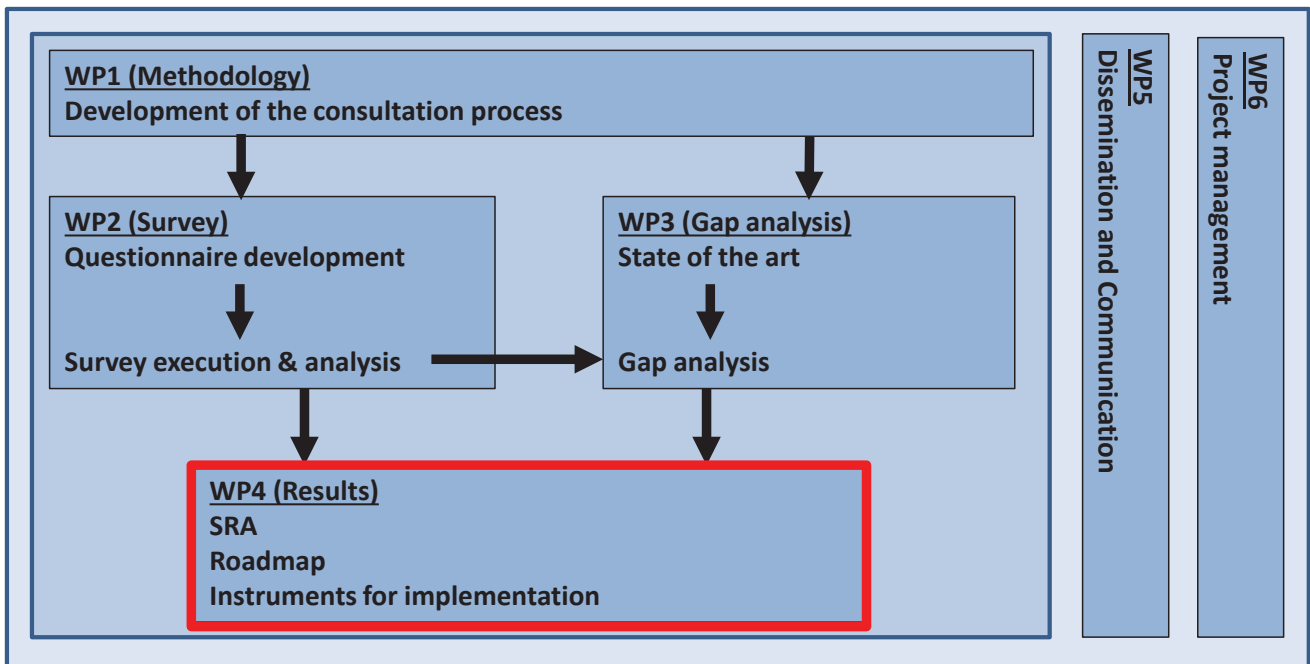 WP1 (Methodology)
Development of the consultation process
WP2 (Survey)
Questionnaire development
Survey execution & analysis
WP3 (Gap analysis)
State of the art
Gap analysis
WP4 (Results)
SRA
Roadmap
Instruments for implementation
WP5
Dissemination and Communication
WP6
Project management